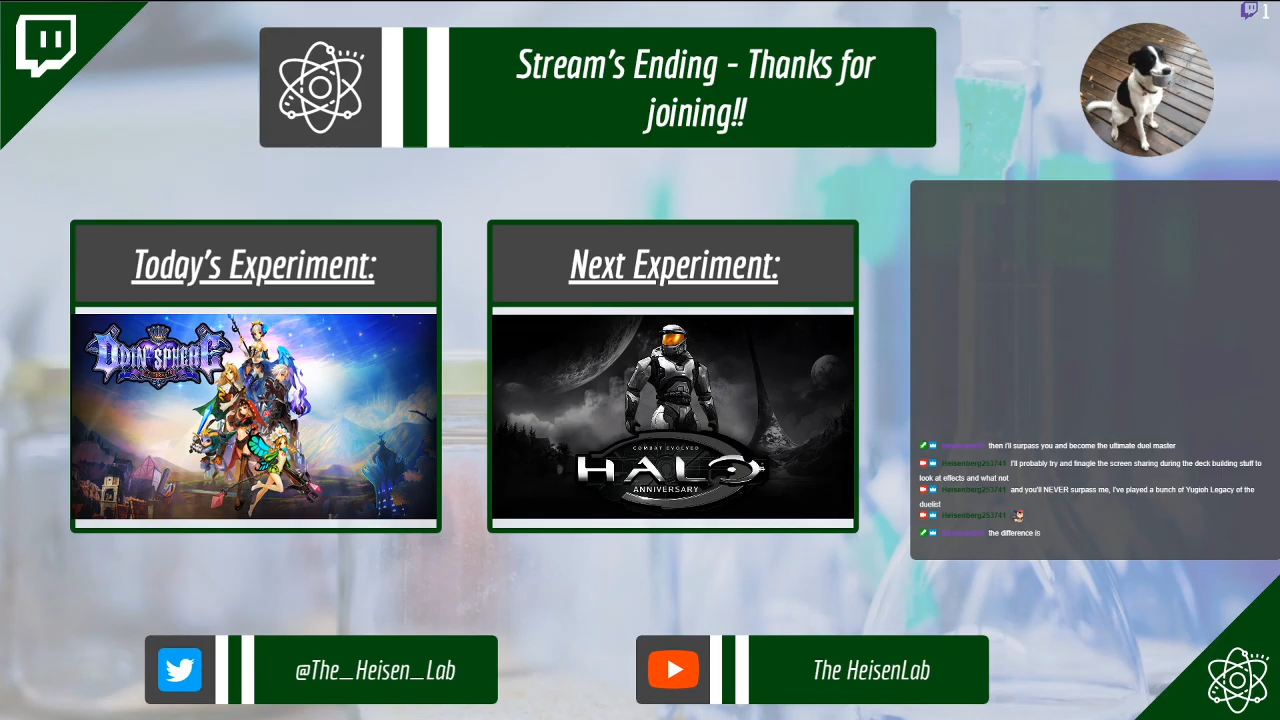 1
Stream's Ending - Thanks for
joining!!
Today's Experiment:
Next Experiment:
ODIN SPHERE
COMBAT EVOLVED
HALO
ANNIVERSARY
then i'll surpass you and become the ultimate duel master
Heisenberg253741 I'll probably try and finagle the screen sharing during the deck building stuff to
look at effects and what not
Heisenberg253741 and you'll NEVER surpass me, I've played a bunch of Yugioh Legacy of the
duelist
Heisenberg253741
the difference is
@The_Heisen_Lab
The HeisenLab